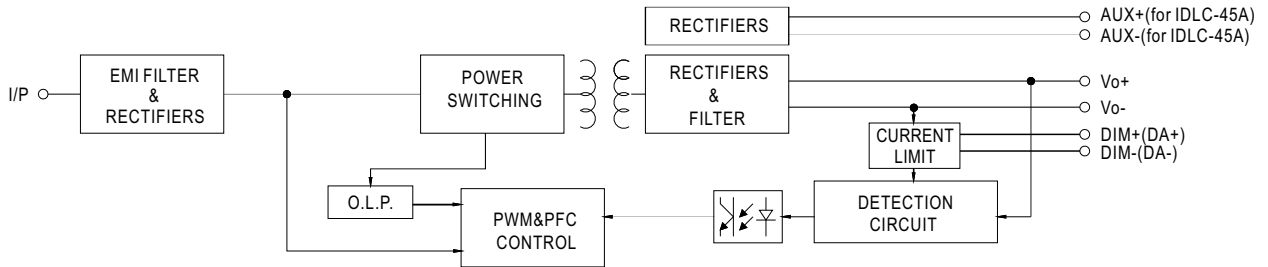 RECTIFIERS
AUX+(for IDLC-45A)
AUX-(for IDLC-45A)
I/P
EMI FILTER
&
RECTIFIERS
POWER
SWITCHING
RECTIFIERS
&
FILTER
Vo+
Vo-
CURRENT
LIMIT
DIM+(DA+)
DIM-(DA-)
O.L.P.
PWM&PFC
CONTROL
DETECTION
CIRCUIT